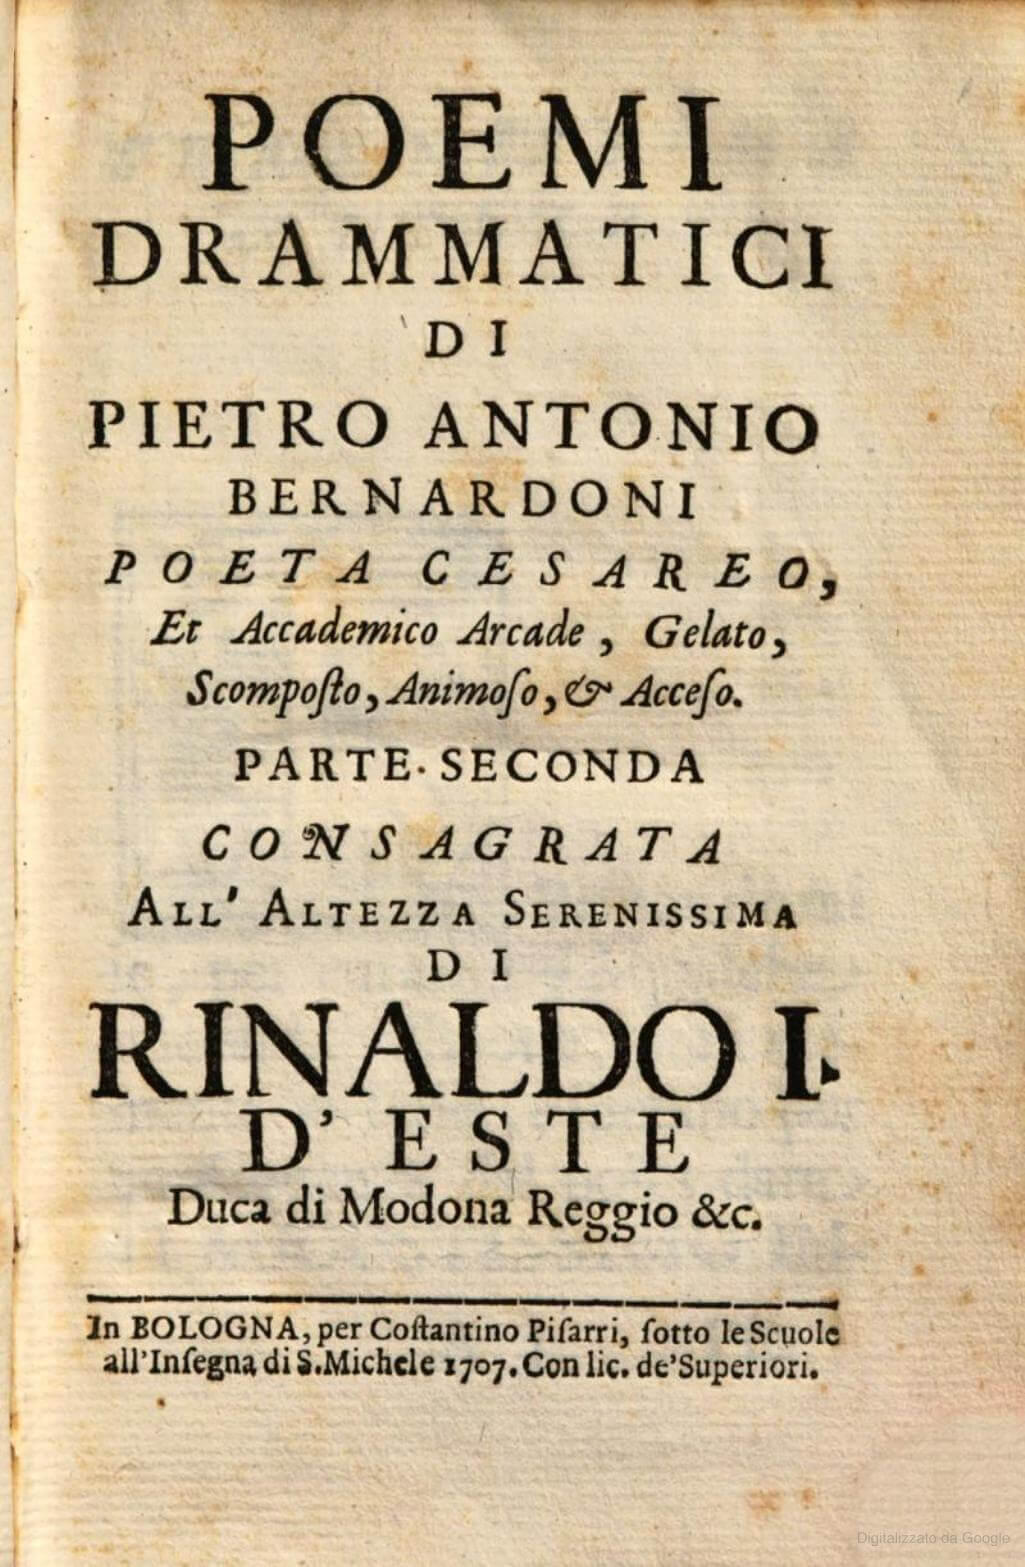 POEMI
DRAMMATICI
DI
PIETRO ANTONIO
BERNARDONI
POETA CESAREO,
Et Accademico Arcade, Gelato,
Scompoſto, Animoſo, & Acceſo.
PARTE SECONDA
CONSAGRATA
ALL' ALTEZZA SERENISSIMA
DI
RINALDO I.
D'ESTE
Duca di Modona Reggio &c.
In BOLOGNA, per Coſtantino Piſarri, ſotto le Scuole
all'Inſegna di S. Michele 1707. Con lic. de' Superiori.
Digitalizzato da Google